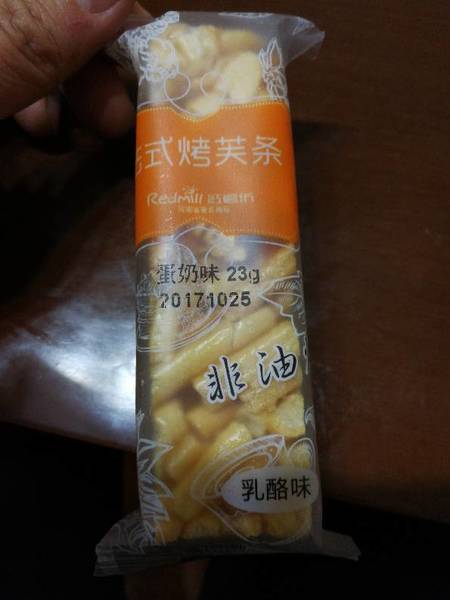 式烤芙条
Redmill
蛋奶味 23g
20171025
非油
乳酪味